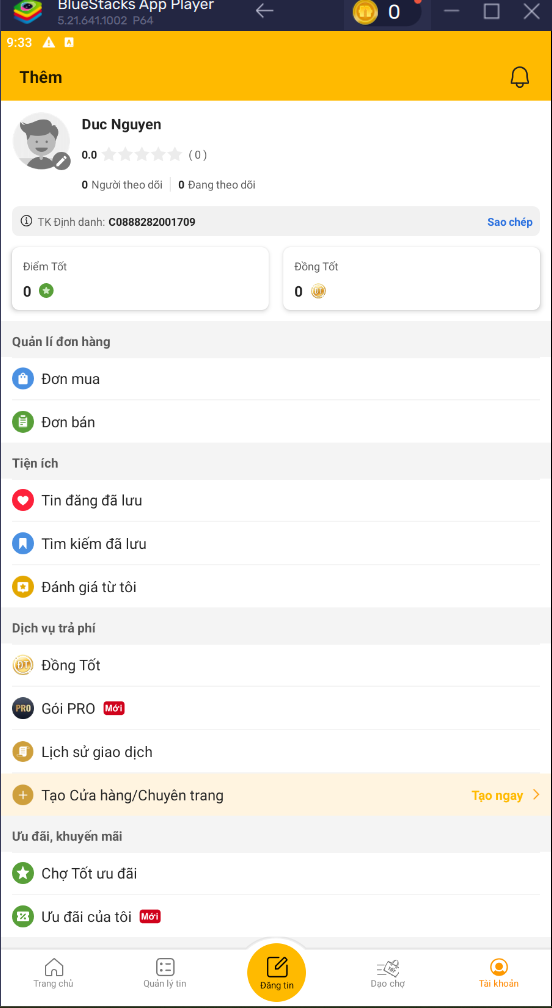 BlueStacks App Player
5.21.641.1002 P64
0
9:33
Thêm
Duc Nguyen
0.0 ( 0 )
0 Người theo dõi 0 Đang theo dõi
TK Định danh: C0888282001709 Sao chép
Điểm Tốt
0
Đồng Tốt
0
Quản lí đơn hàng
Đơn mua
Đơn bán
Tiện ích
Tin đăng đã lưu
Tìm kiếm đã lưu
Đánh giá từ tôi
Dịch vụ trả phí
Đồng Tốt
PRO Gói PRO Mới
Lịch sử giao dịch
Tạo Cửa hàng/Chuyên trang Tạo ngay
Ưu đãi, khuyến mãi
Chợ Tốt ưu đãi
Ưu đãi của tôi Mới
Trang chủ Quản lý tin Đăng tin Dạo chợ Tài khoản